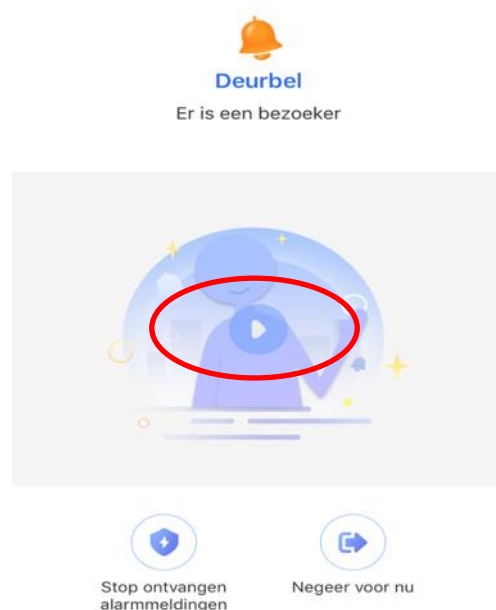 Deurbel
Er is een bezoeker
Stop ontvangen
alarmmeldingen
Negeer voor nu